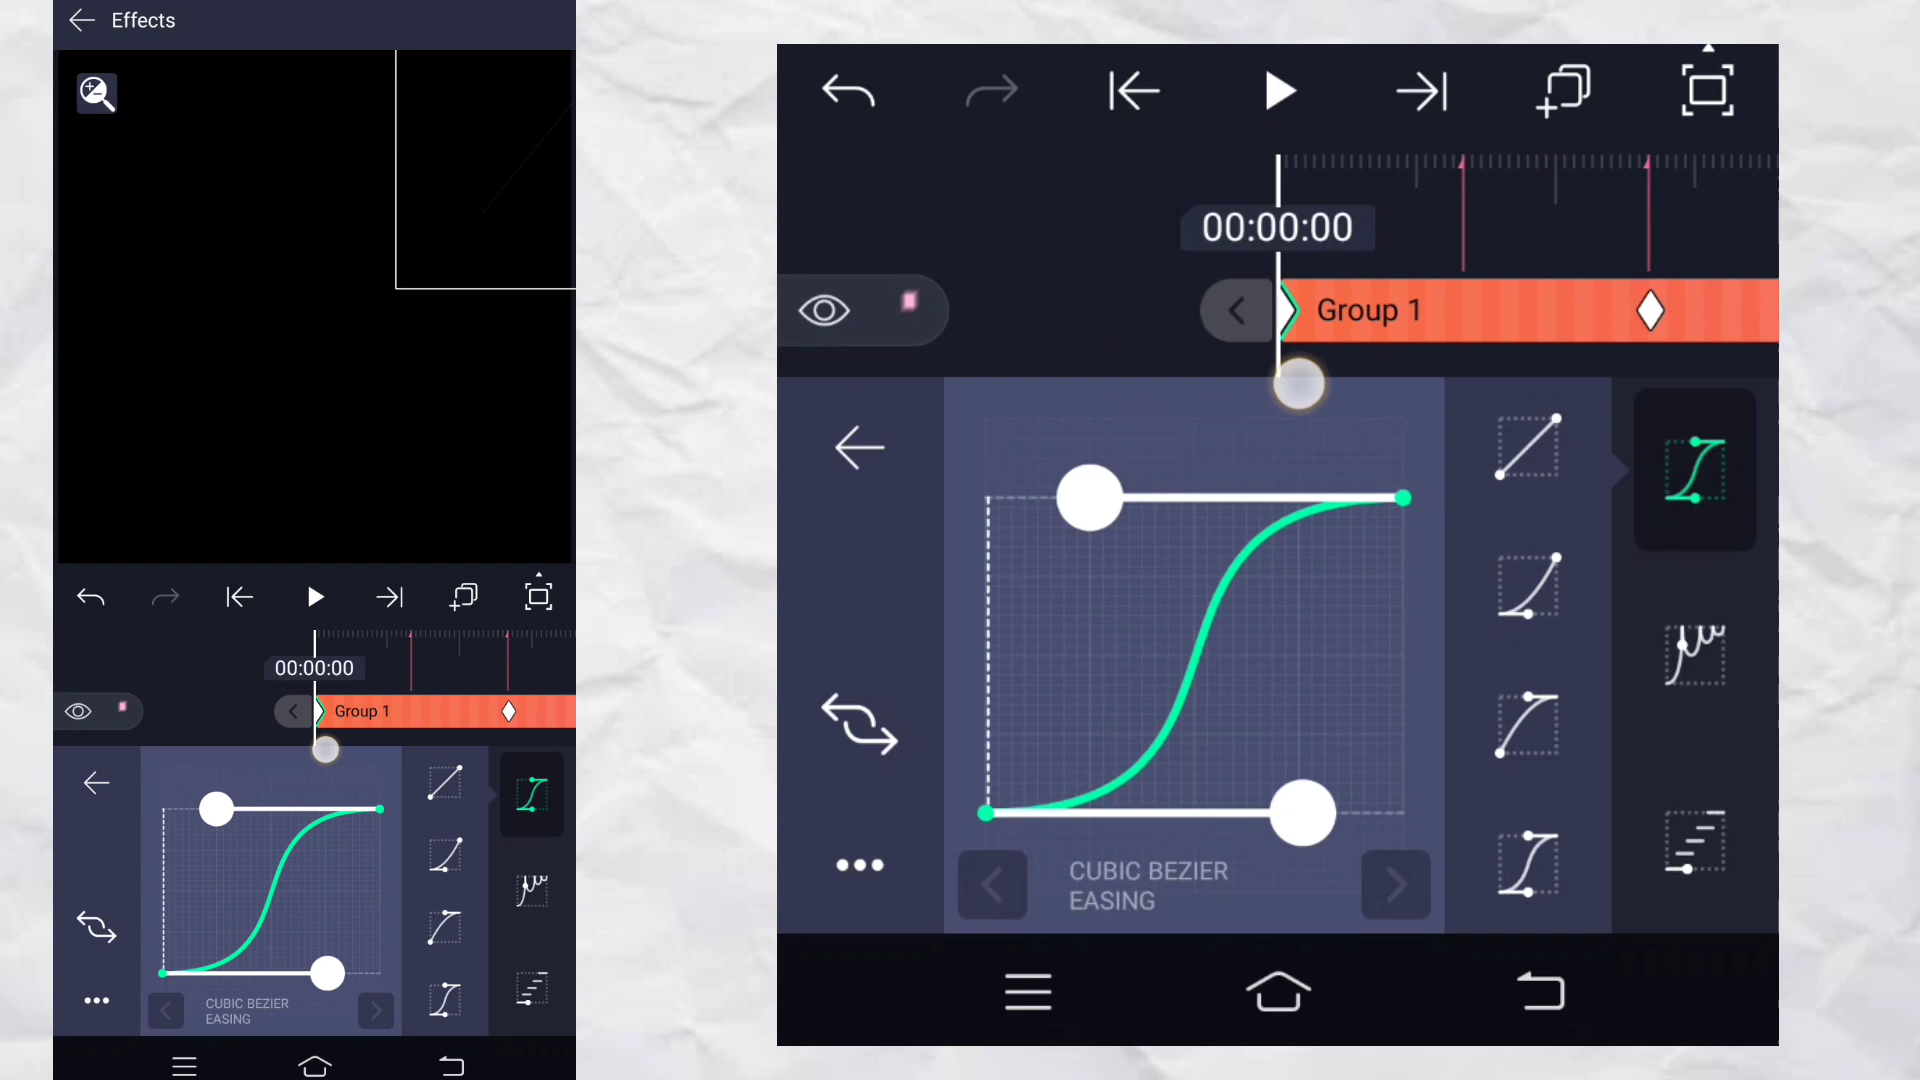 Effects
00:00:00
Group 1
CUBIC BEZIER
EASING
00:00:00
Group 1
CUBIC BEZIER
EASING